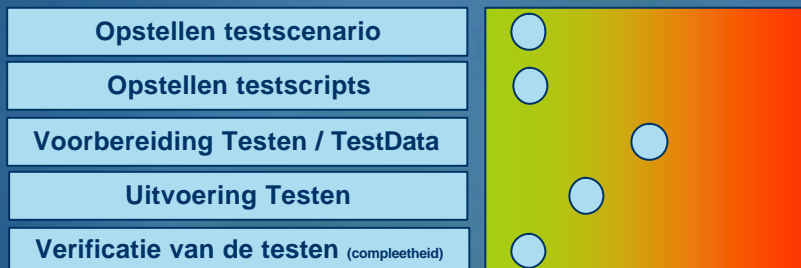 Opstellen testscenario
Opstellen testscripts
Voorbereiding Testen / TestData
Uitvoering Testen
Verificatie van de testen (compleetheid)